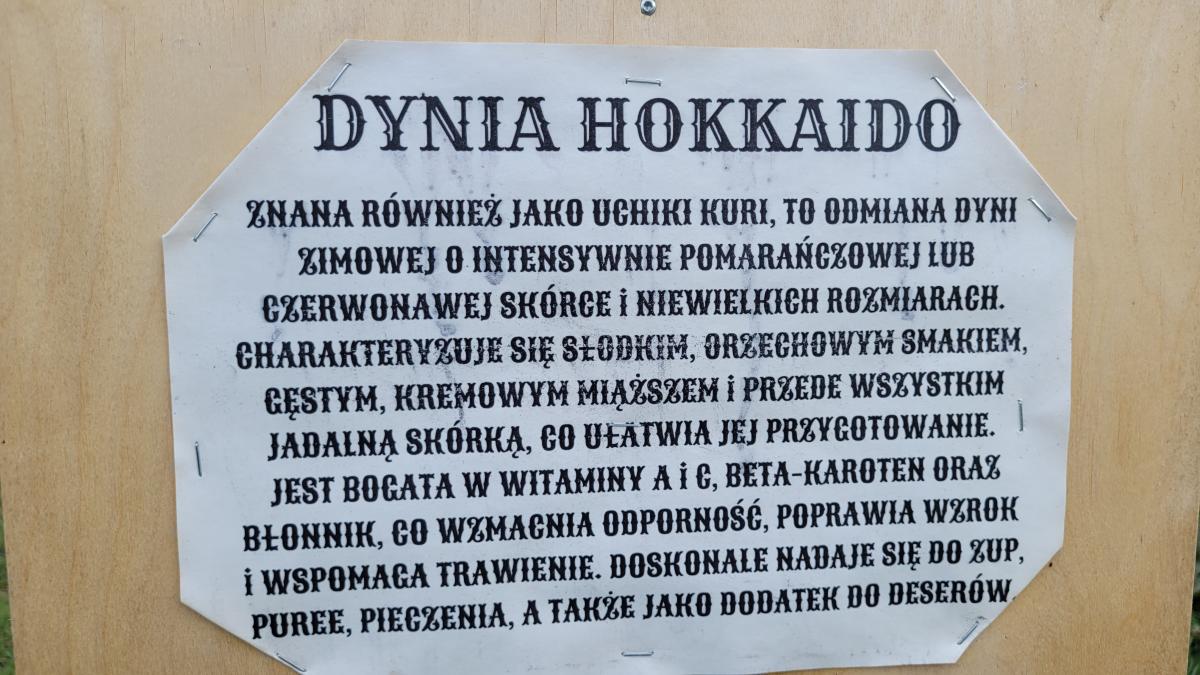 DYNIA HOKKAIDO
ZNANA RÓWNIEŻ JAKO UCHIKI KURI, TO ODMIANA DYNI
ZIMOWEJ O INTENSYWNIE POMARAŃCZOWEJ LUB
CZERWONAWEJ SKÓRCE i NIEWIELKICH ROZMIARACH.
CHARAKTERYZUJE SIĘ SŁODKIM, ORZECHOWYM SMAKIEM,
GĘSTYM, KREMOWYM MIĄŻSZEM i PRZEDE WSZYSTKIM
JADALNĄ SKÓRKĄ, CO UŁATWIA JEJ PRZYGOTOWANIE.
JEST BOGATA W WITAMINY A i C, BETA-KAROTEN ORAZ
BŁONNIK, CO WZMACNIA ODPORNOŚĆ, POPRAWIA WZROK
i WSPOMAGA TRAWIENIE. DOSKONALE NADAJE SIĘ DO ZUP,
PUREE, PIECZENIA, A TAKŻE JAKO DODATEK DO DESERÓW.